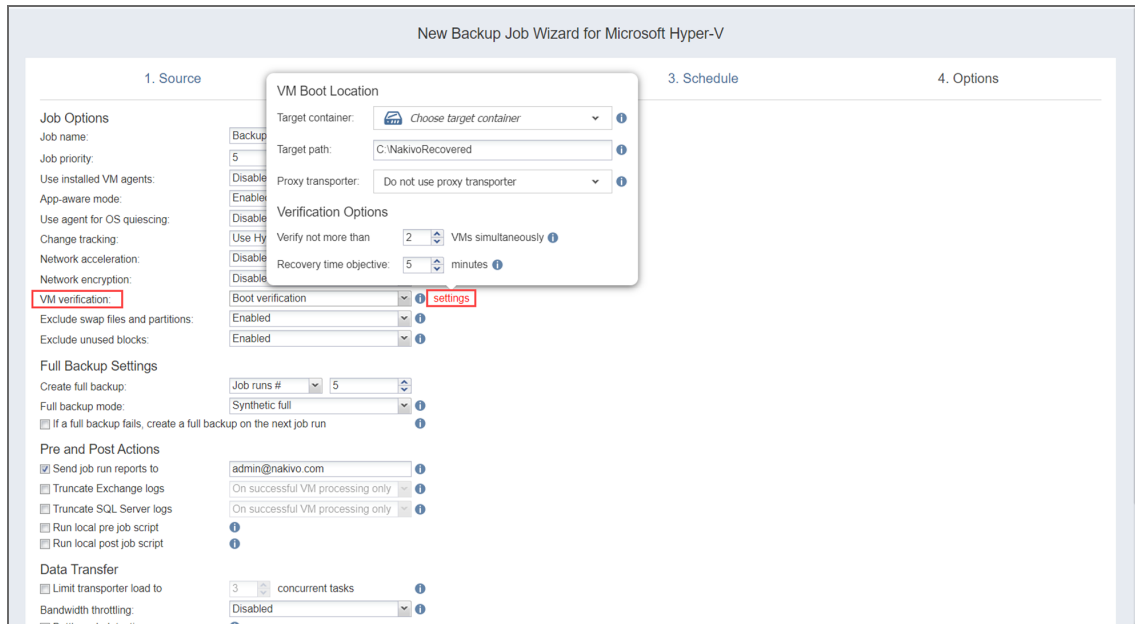 New Backup Job Wizard for Microsoft Hyper-V
1. Source
3. Schedule
4. Options
VM Boot Location
Target container: Choose target container
Target path: C:\NakivoRecovered
Proxy transporter: Do not use proxy transporter
Verification Options
Verify not more than 2 VMs simultaneously
Recovery time objective: 5 minutes
Job Options
Job name: Backup
Job priority: 5
Use installed VM agents: Disable
App-aware mode: Enabled
Use agent for OS quiescing: Disable
Change tracking: Use Hy
Network acceleration: Disable
Network encryption: Disable
VM verification: Boot verification settings
Exclude swap files and partitions: Enabled
Exclude unused blocks: Enabled
Full Backup Settings
Create full backup: Job runs # 5
Full backup mode: Synthetic full
If a full backup fails, create a full backup on the next job run
Pre and Post Actions
Send job run reports to admin@nakivo.com
Truncate Exchange logs On successful VM processing only
Truncate SQL Server logs On successful VM processing only
Run local pre job script
Run local post job script
Data Transfer
Limit transporter load to 3 concurrent tasks
Bandwidth throttling: Disabled